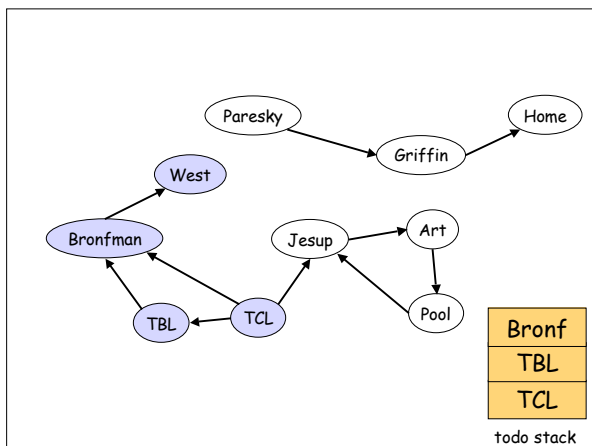 Paresky
Home
Griffin
West
Bronfman
Jesup
Art
TBL
TCL
Pool
Bronf
TBL
TCL
todo stack